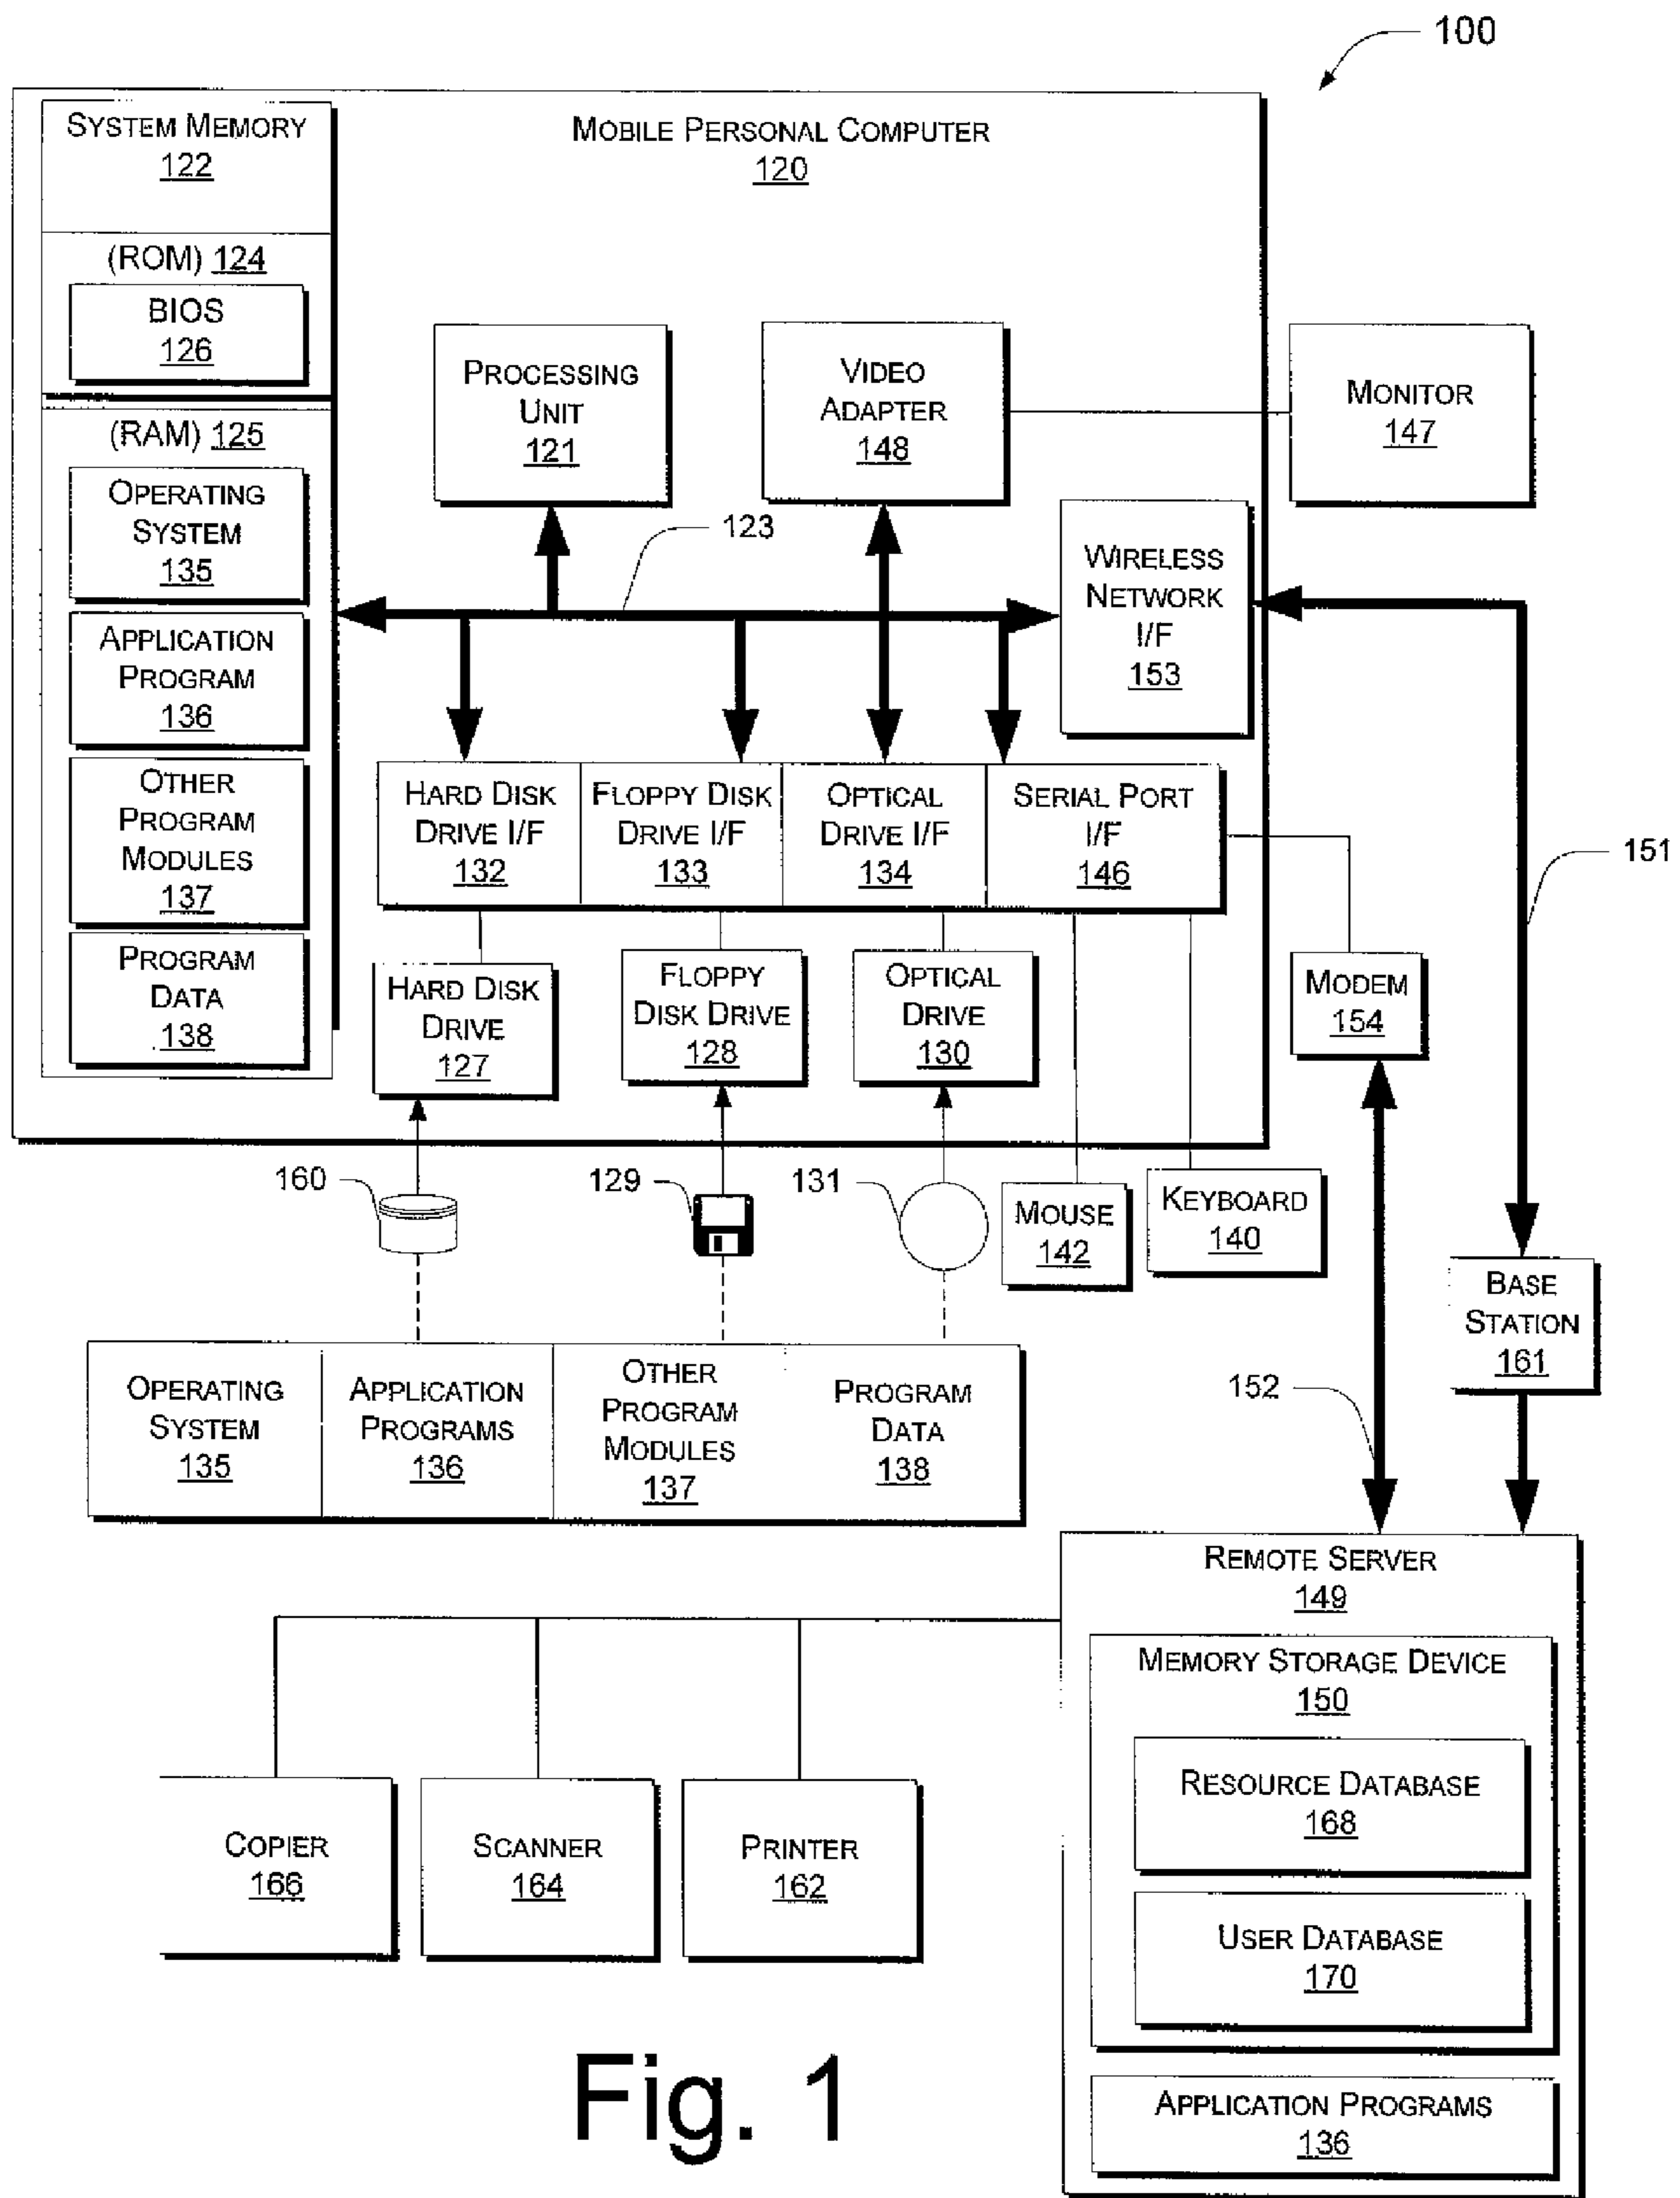 100
SYSTEM MEMORY
122
MOBILE PERSONAL COMPUTER
120
(ROM) 124
BIOS
126
(RAM) 125
OPERATING
SYSTEM
135
APPLICATION
PROGRAM
136
OTHER
PROGRAM
MODULES
137
PROGRAM
DATA
138
PROCESSING
UNIT
121
VIDEO
ADAPTER
148
MONITOR
147
123
WIRELESS
NETWORK
I/F
153
HARD DISK
DRIVE I/F
132
FLOPPY DISK
DRIVE I/F
133
OPTICAL
DRIVE I/F
134
SERIAL PORT
I/F
146
151
HARD DISK
DRIVE
127
FLOPPY
DISK DRIVE
128
OPTICAL
DRIVE
130
MODEM
154
160
129
131
MOUSE
142
KEYBOARD
140
BASE
STATION
161
152
OPERATING
SYSTEM
135
APPLICATION
PROGRAMS
136
OTHER
PROGRAM
MODULES
137
PROGRAM
DATA
138
REMOTE SERVER
149
MEMORY STORAGE DEVICE
150
RESOURCE DATABASE
168
USER DATABASE
170
APPLICATION PROGRAMS
136
COPIER
166
SCANNER
164
PRINTER
162
Fig. 1